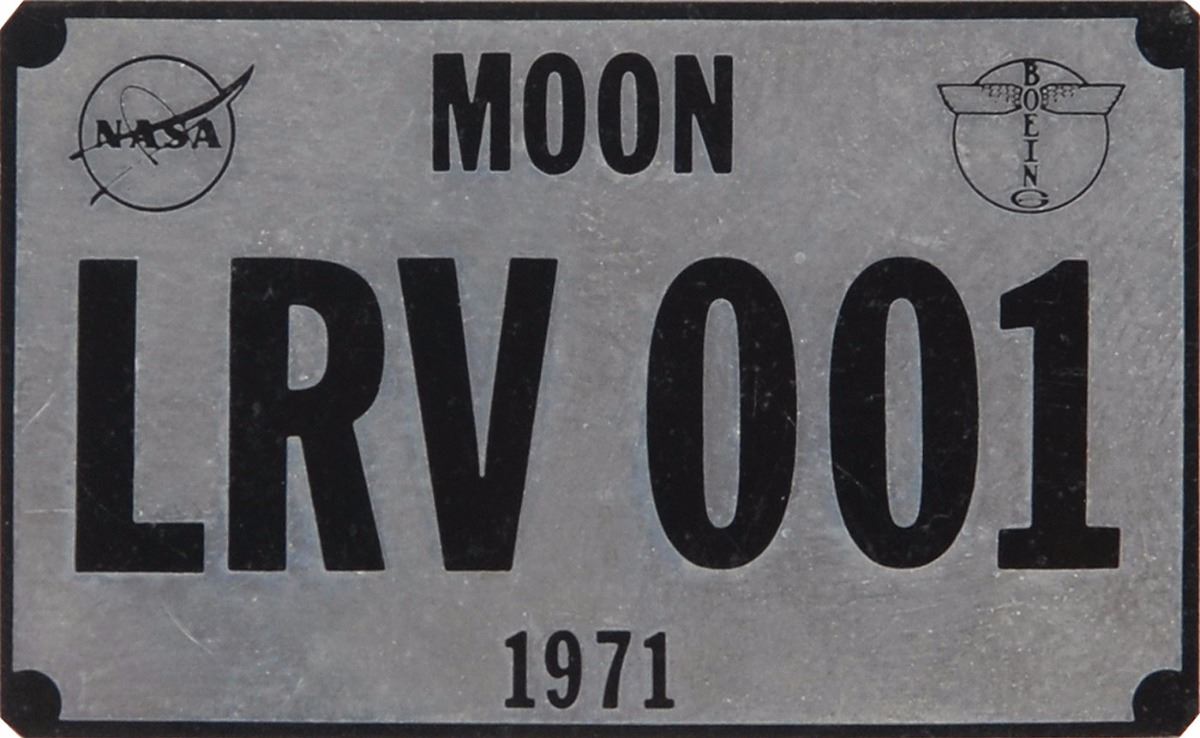 NASA
MOON
BOEING
LRV 001
1971